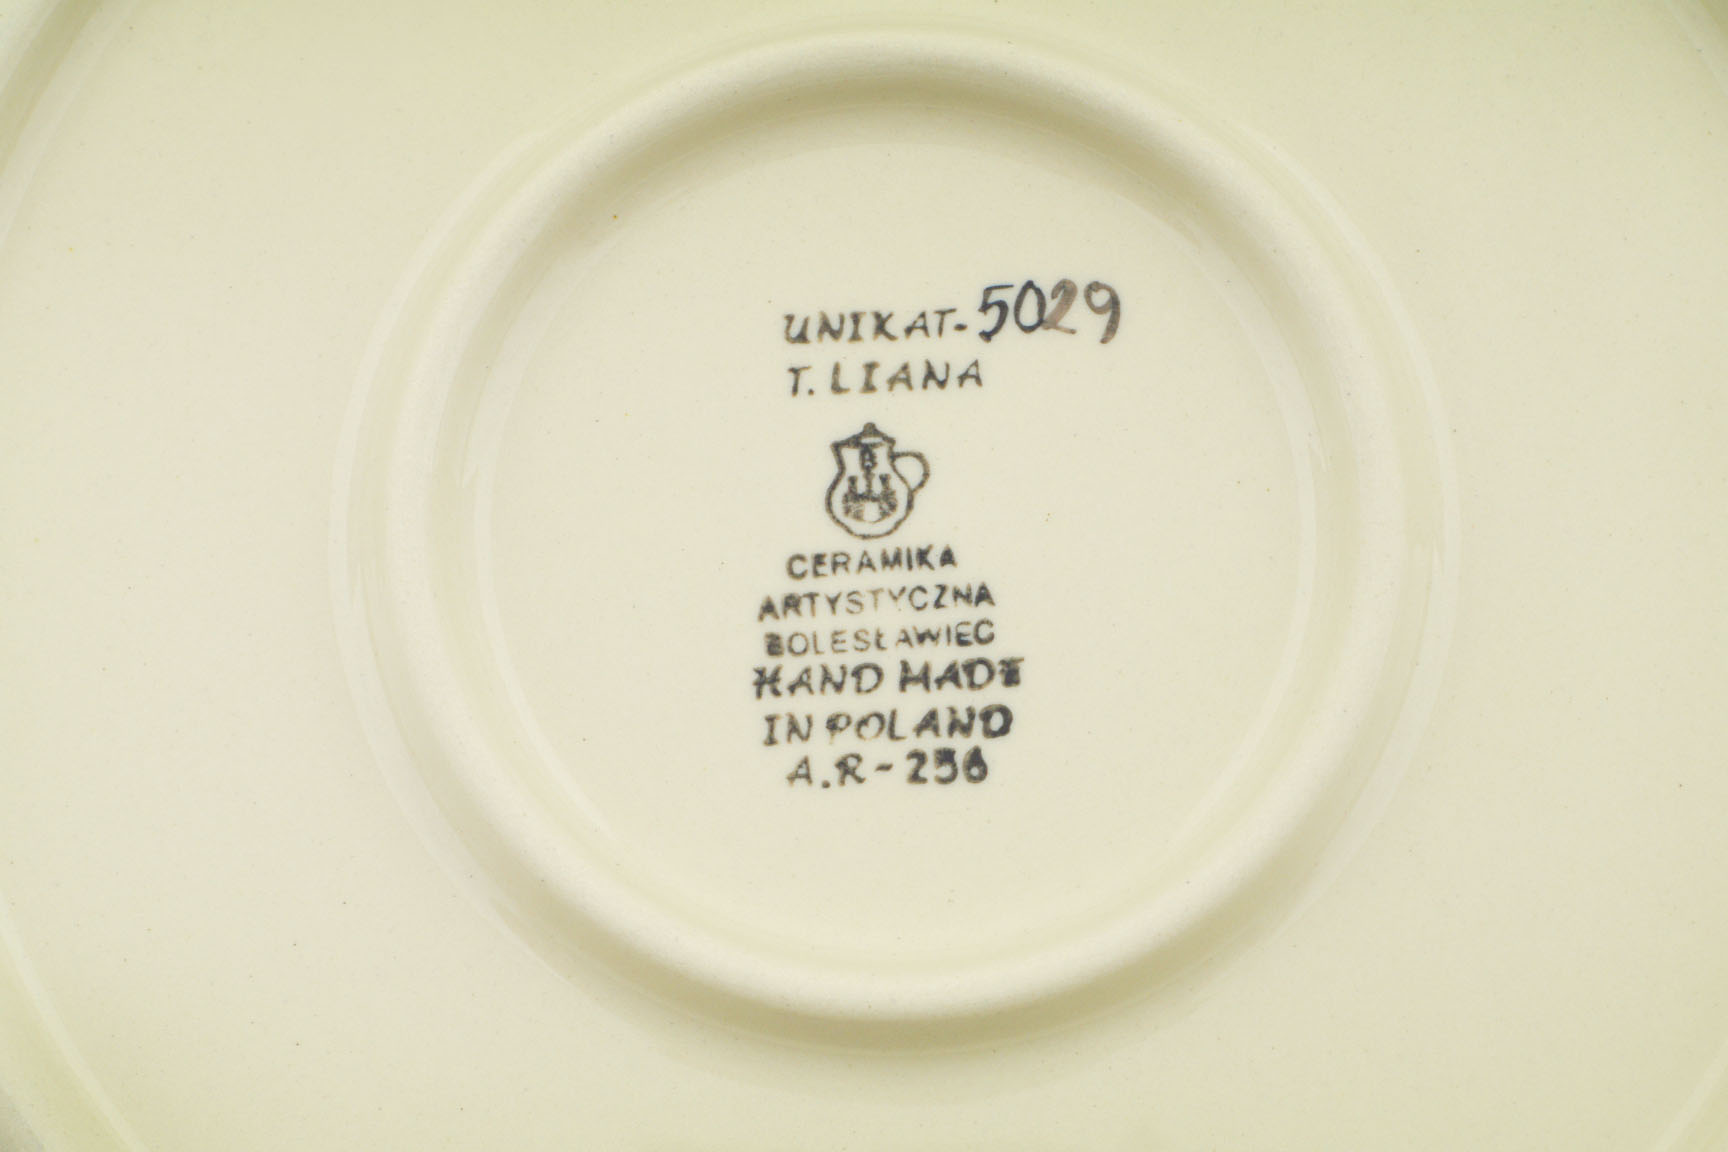 UNIKAT-5029
T. LIANA
B
CERAMIKA
ARTYSTYCZNA
BOLESŁAWIEC
HAND MADE
IN POLAND
A.R-256